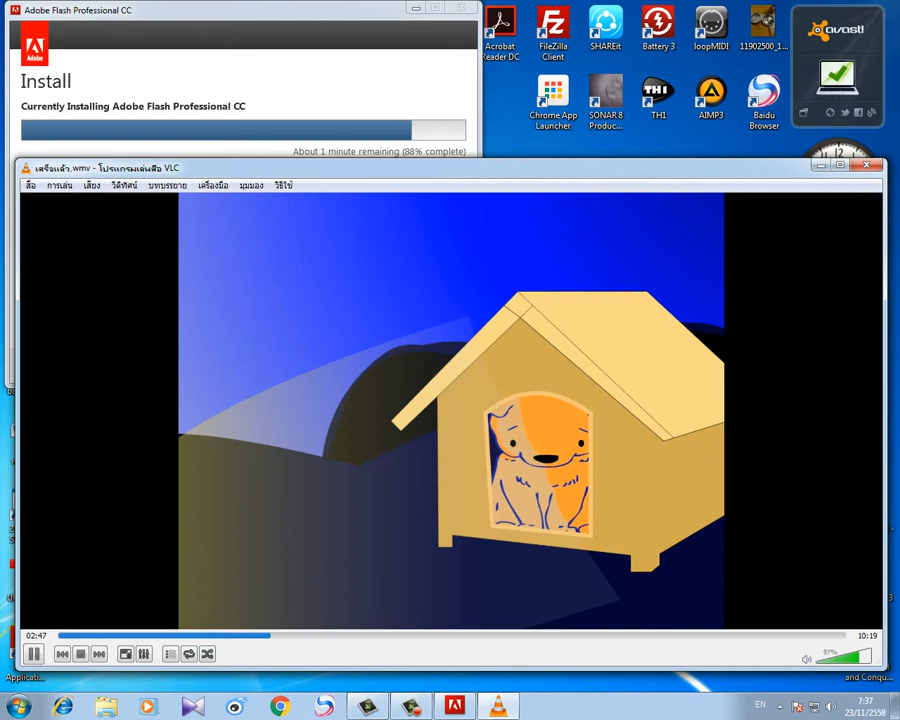 Adobe Flash Professional CC
Adobe
Install
Currently Installing Adobe Flash Professional CC
About 1 minute remaining (88% complete)
Acrobat Reader DC
FileZilla Client
SHAREit
Battery 3
loopMIDI
11902500_1...
avast!
Chrome App Launcher
SONAR 8 Produc...
TH1
AIMP3
Baidu Browser
เสร็จแล้ว.wmv - โปรแกรมเล่นสื่อ VLC
สื่อ การเล่น เสียง วีดีทัศน์ บทบรรยาย เครื่องมือ มุมมอง วิธีใช้
02:47
10:19
97%
Applicati...
and Conqu...
EN
7:37
23/11/2558